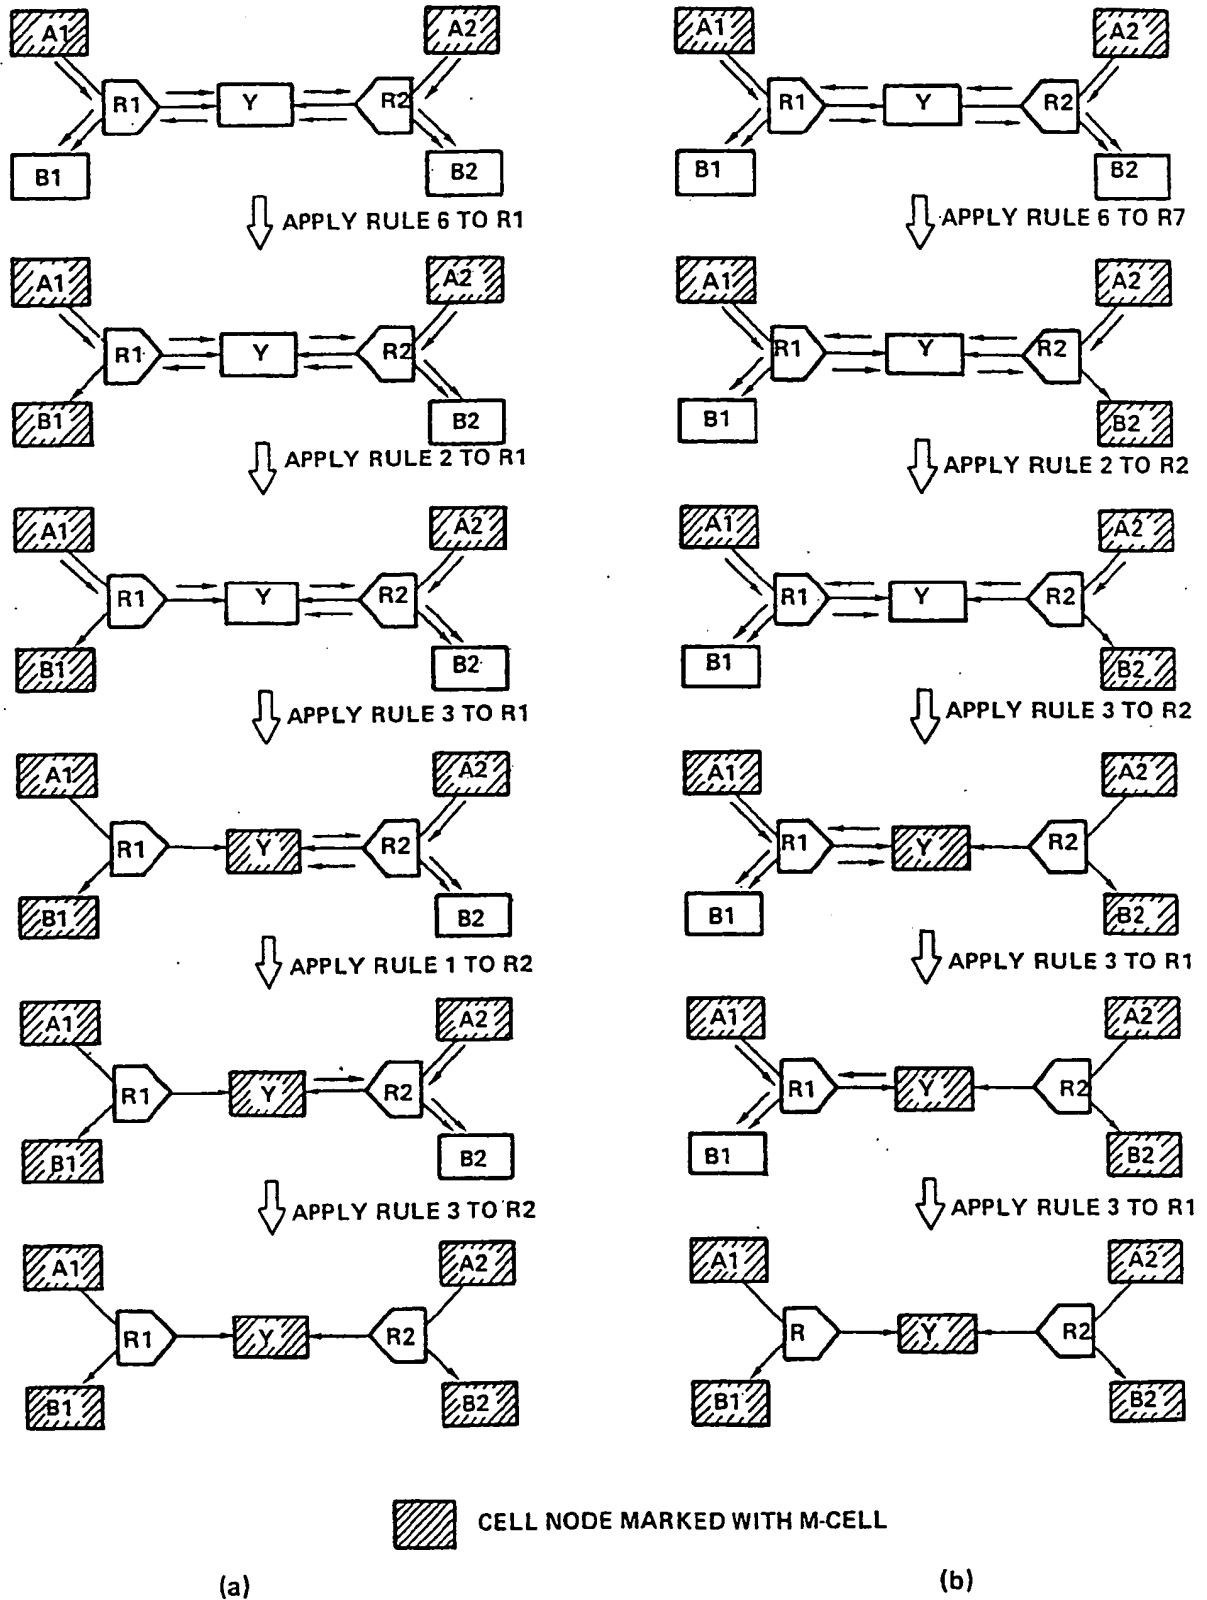 A1 A2 A1 A2
R1 Y R2 R1 Y R2
B1 B2 B1 B2
APPLY RULE 6 TO R1 APPLY RULE 6 TO R7
A1 A2 A1 A2
R1 Y R2 R1 Y R2
B1 B2 B1 B2
APPLY RULE 2 TO R1 APPLY RULE 2 TO R2
A1 A2 A1 A2
R1 Y R2 R1 Y R2
B1 B2 B1 B2
APPLY RULE 3 TO R1 APPLY RULE 3 TO R2
A1 A2 A1 A2
R1 Y R2 R1 Y R2
B1 B2 B1 B2
APPLY RULE 1 TO R2 APPLY RULE 3 TO R1
A1 A2 A1 A2
R1 Y R2 R1 Y R2
B1 B2 B1 B2
APPLY RULE 3 TO R2 APPLY RULE 3 TO R1
A1 A2 A1 A2
R1 Y R2 R Y R2
B1 B2 B1 B2
CELL NODE MARKED WITH M-CELL
(a) (b)